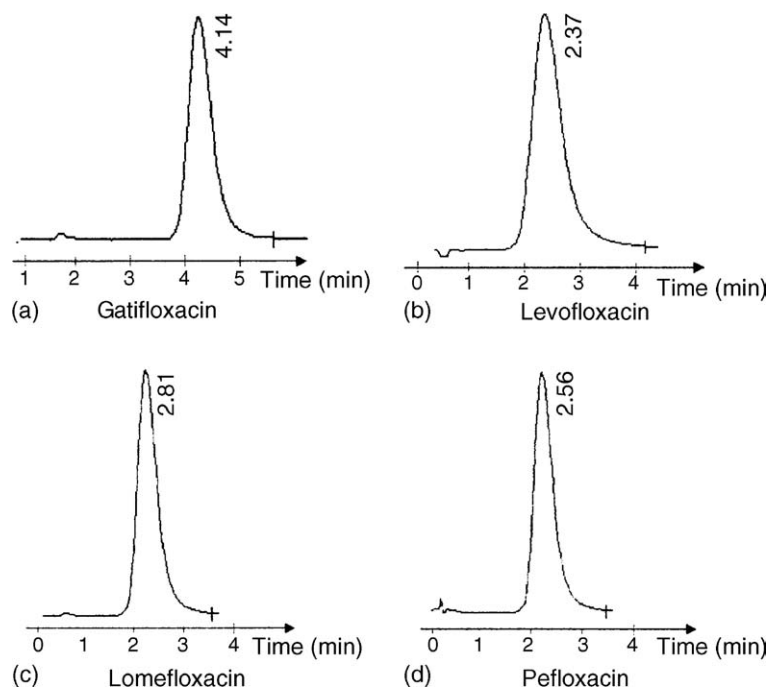 4.14
1 2 3 4 5 Time (min)
(a) Gatifloxacin
2.37
0 1 2 3 4 Time (min)
(b) Levofloxacin
2.81
0 1 2 3 4 Time (min)
(c) Lomefloxacin
2.56
0 1 2 3 4 Time (min)
(d) Pefloxacin